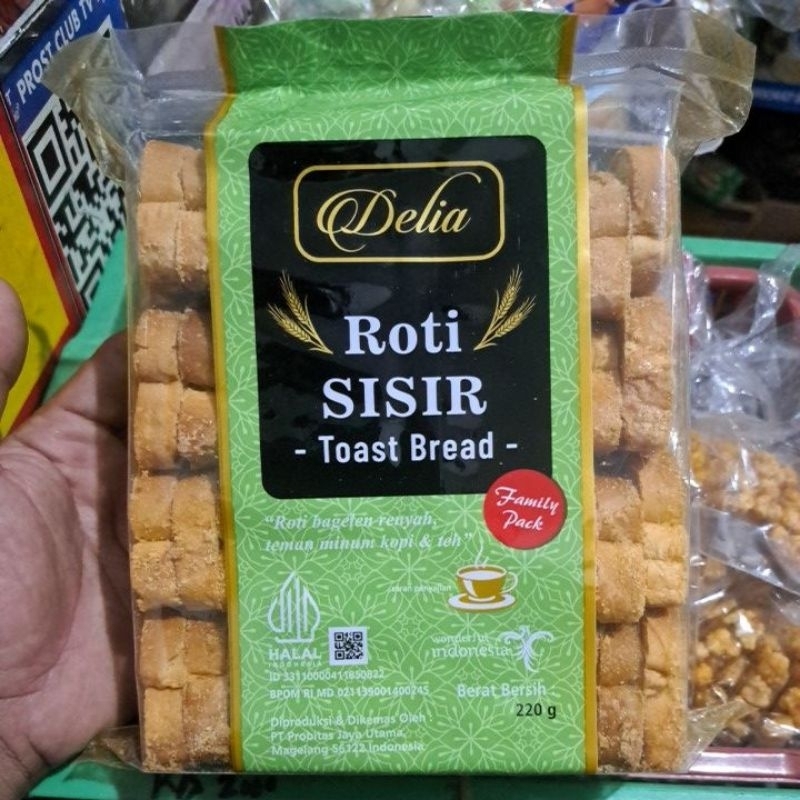 PROST CLUB TV
Delia
Roti
SISIR
- Toast Bread -
Family
Pack
"Roti bagelen renyah,
teman minum kopi & teh"
saran penyajian
HALAL
INDONESIA
wonderful
indonesia
ID 33110000411850822
BPOM RI MD 021139001400245
Berat Bersih :
220 g
Diproduksi & Dikemas Oleh :
PT Probitas Jaya Utama,
Magelang 56122 Indonesia